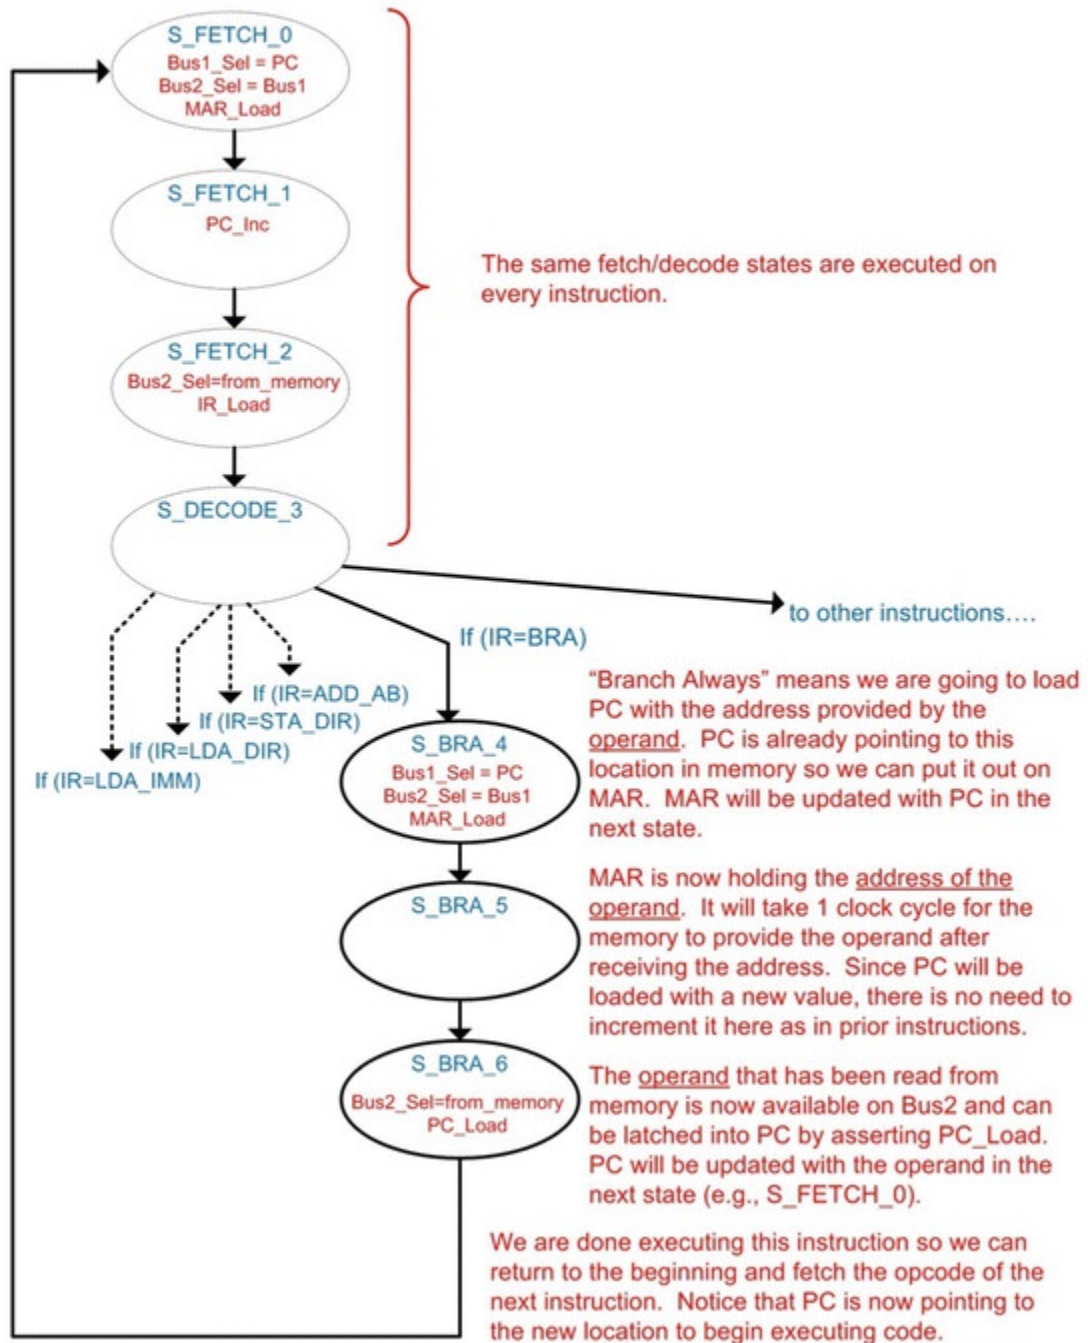 S_FETCH_0
Bus1_Sel = PC
Bus2_Sel = Bus1
MAR_Load
S_FETCH_1
PC_Inc
The same fetch/decode states are executed on
every instruction.
S_FETCH_2
Bus2_Sel=from_memory
IR_Load
S_DECODE_3
to other instructions....
If (IR=BRA)
If (IR=ADD_AB)
If (IR=STA_DIR)
If (IR=LDA_DIR)
If (IR=LDA_IMM)
S_BRA_4
Bus1_Sel = PC
Bus2_Sel = Bus1
MAR_Load
“Branch Always” means we are going to load
PC with the address provided by the
operand. PC is already pointing to this
location in memory so we can put it out on
MAR. MAR will be updated with PC in the
next state.
S_BRA_5
MAR is now holding the address of the
operand. It will take 1 clock cycle for the
memory to provide the operand after
receiving the address. Since PC will be
loaded with a new value, there is no need to
increment it here as in prior instructions.
S_BRA_6
Bus2_Sel=from_memory
PC_Load
The operand that has been read from
memory is now available on Bus2 and can
be latched into PC by asserting PC_Load.
PC will be updated with the operand in the
next state (e.g., S_FETCH_0).
We are done executing this instruction so we can
return to the beginning and fetch the opcode of the
next instruction. Notice that PC is now pointing to
the new location to begin executing code.